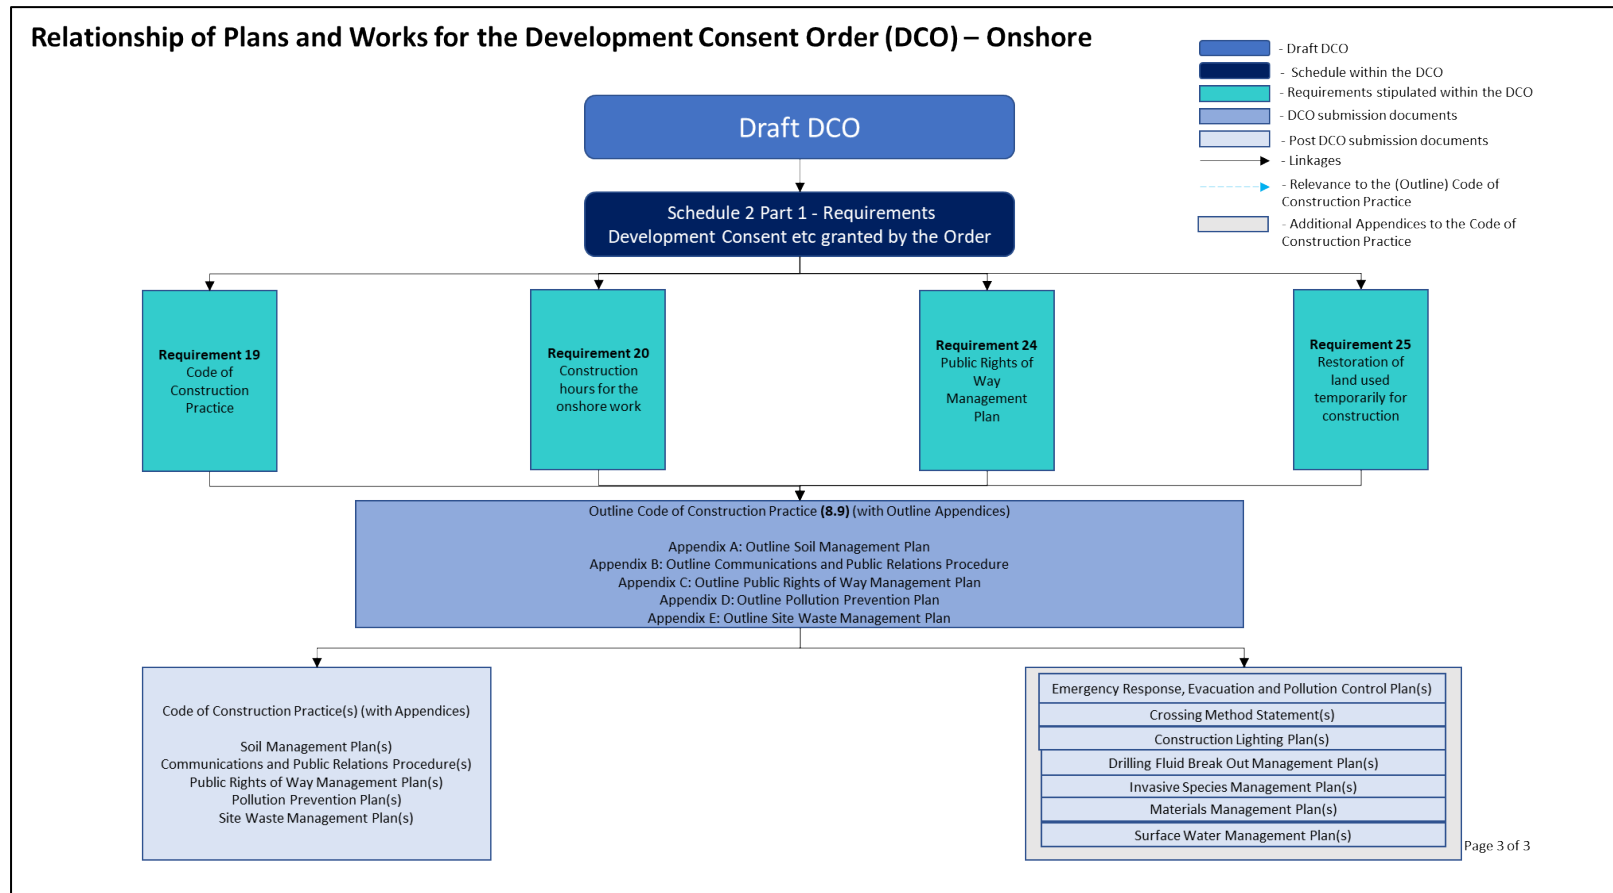 Relationship of Plans and Works for the Development Consent Order (DCO) – Onshore
- Draft DCO
- Schedule within the DCO
- Requirements stipulated within the DCO
- DCO submission documents
- Post DCO submission documents
- Linkages
- Relevance to the (Outline) Code of
Construction Practice
- Additional Appendices to the Code of
Construction Practice
Draft DCO
Schedule 2 Part 1 - Requirements
Development Consent etc granted by the Order
Requirement 19
Code of
Construction
Practice
Requirement 20
Construction
hours for the
onshore work
Requirement 24
Public Rights of
Way
Management
Plan
Requirement 25
Restoration of
land used
temporarily for
construction
Outline Code of Construction Practice (8.9) (with Outline Appendices)
Appendix A: Outline Soil Management Plan
Appendix B: Outline Communications and Public Relations Procedure
Appendix C: Outline Public Rights of Way Management Plan
Appendix D: Outline Pollution Prevention Plan
Appendix E: Outline Site Waste Management Plan
Code of Construction Practice(s) (with Appendices)
Soil Management Plan(s)
Communications and Public Relations Procedure(s)
Public Rights of Way Management Plan(s)
Pollution Prevention Plan(s)
Site Waste Management Plan(s)
Emergency Response, Evacuation and Pollution Control Plan(s)
Crossing Method Statement(s)
Construction Lighting Plan(s)
Drilling Fluid Break Out Management Plan(s)
Invasive Species Management Plan(s)
Materials Management Plan(s)
Surface Water Management Plan(s)
Page 3 of 3